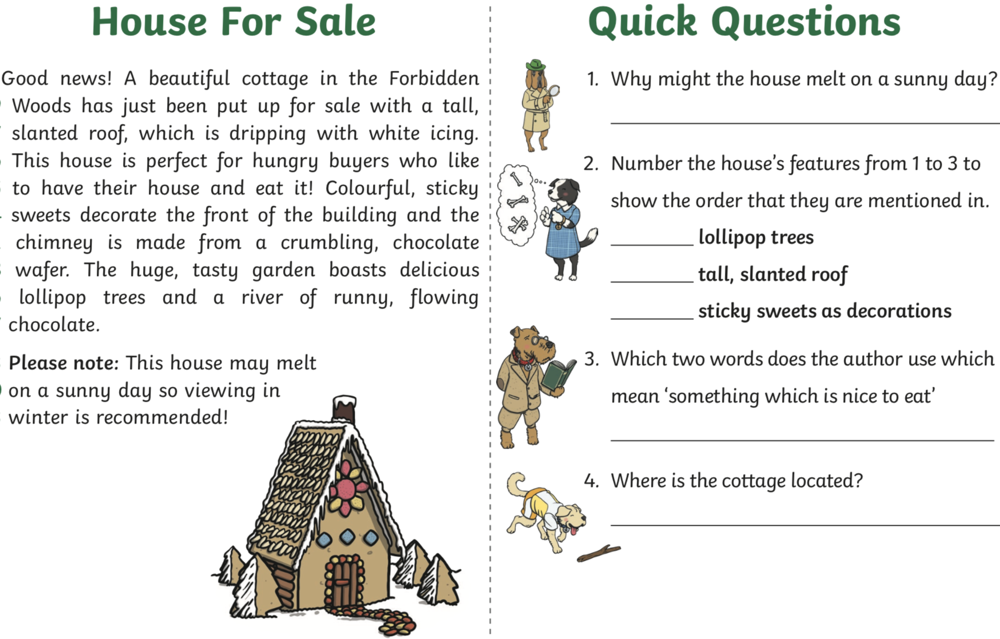 House For Sale
Good news! A beautiful cottage in the Forbidden
Woods has just been put up for sale with a tall,
slanted roof, which is dripping with white icing.
This house is perfect for hungry buyers who like
to have their house and eat it! Colourful, sticky
sweets decorate the front of the building and the
chimney is made from a crumbling, chocolate
wafer. The huge, tasty garden boasts delicious
lollipop trees and a river of runny, flowing
chocolate.
Please note: This house may melt
on a sunny day so viewing in
winter is recommended!
Quick Questions
1. Why might the house melt on a sunny day?
2. Number the house's features from 1 to 3 to
show the order that they are mentioned in.
lollipop trees
tall, slanted roof
sticky sweets as decorations
3. Which two words does the author use which
mean ‘something which is nice to eat’
4. Where is the cottage located?